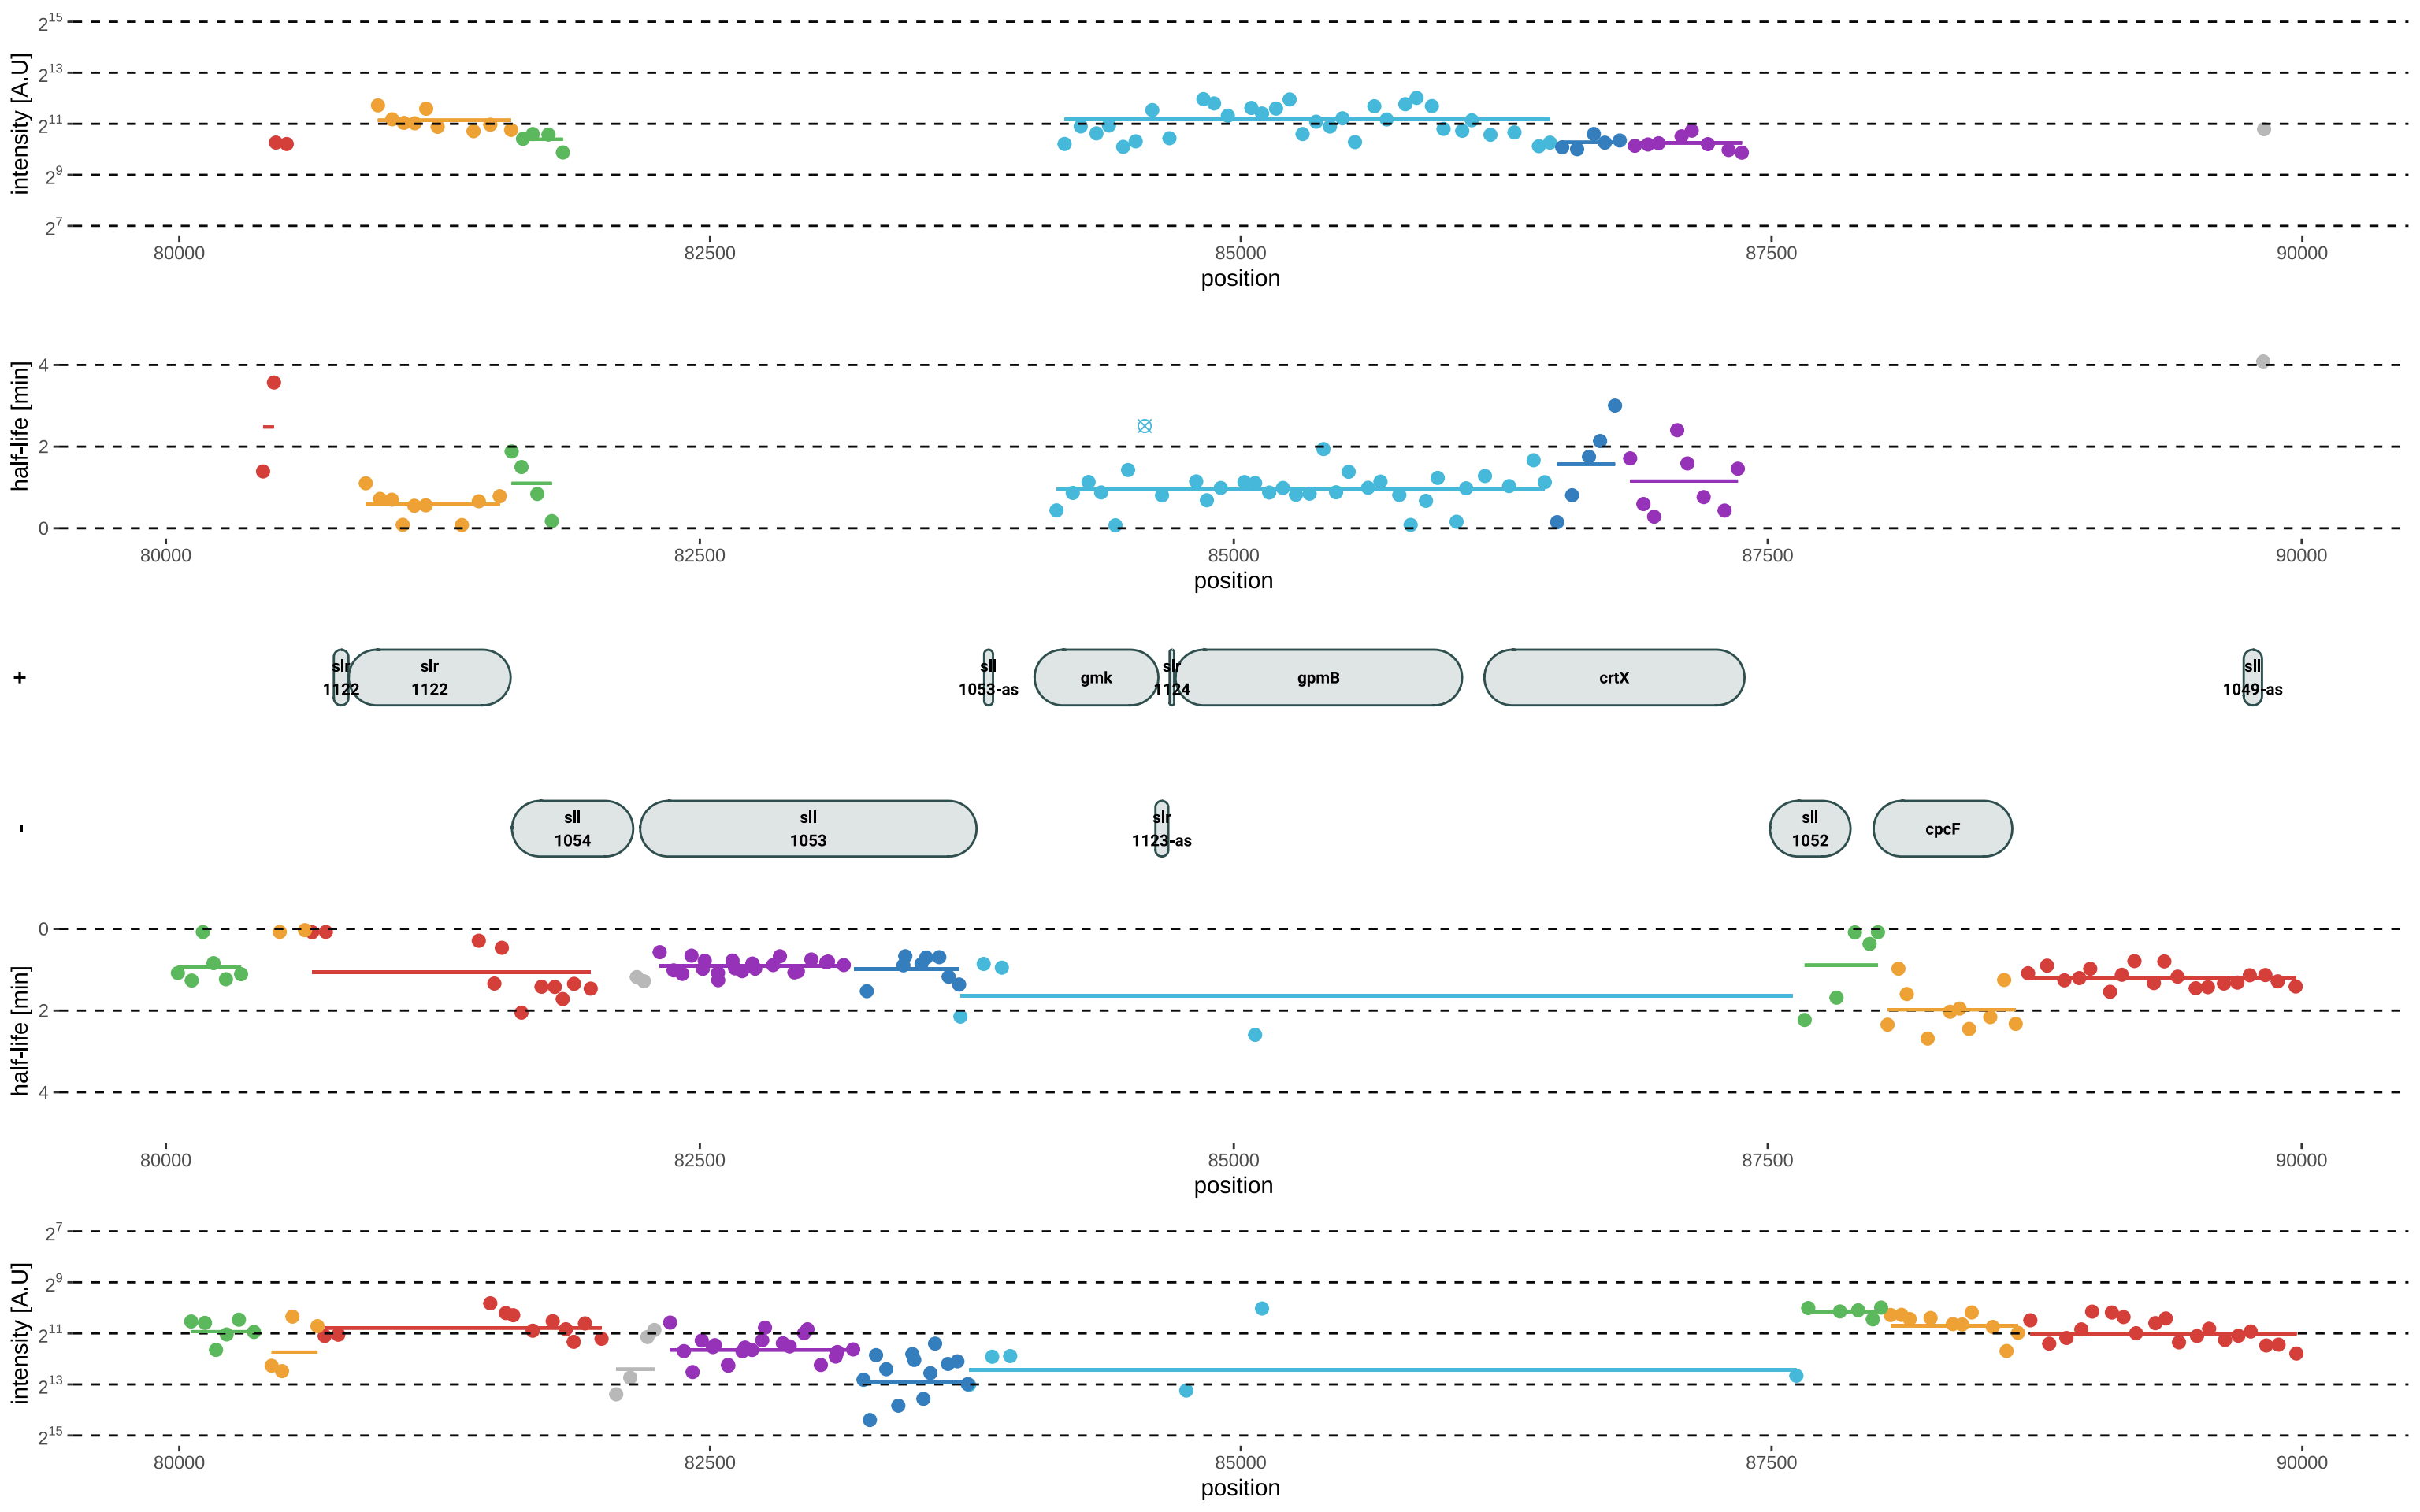 intensity [A.U]
2^15
2^13
2^11
2^9
2^7
80000 82500 85000 87500 90000
position
half-life [min]
4
2
0
80000 82500 85000 87500 90000
position
+
slr slr sll slr sll
1122 1122 1053-as gmk 1124 gpmB crtX 1049-as
-
sll sll slr sll
1054 1053 1123-as 1052 cpcF
half-life [min]
0
2
4
80000 82500 85000 87500 90000
position
intensity [A.U]
2^7
2^9
2^11
2^13
2^15
80000 82500 85000 87500 90000
position